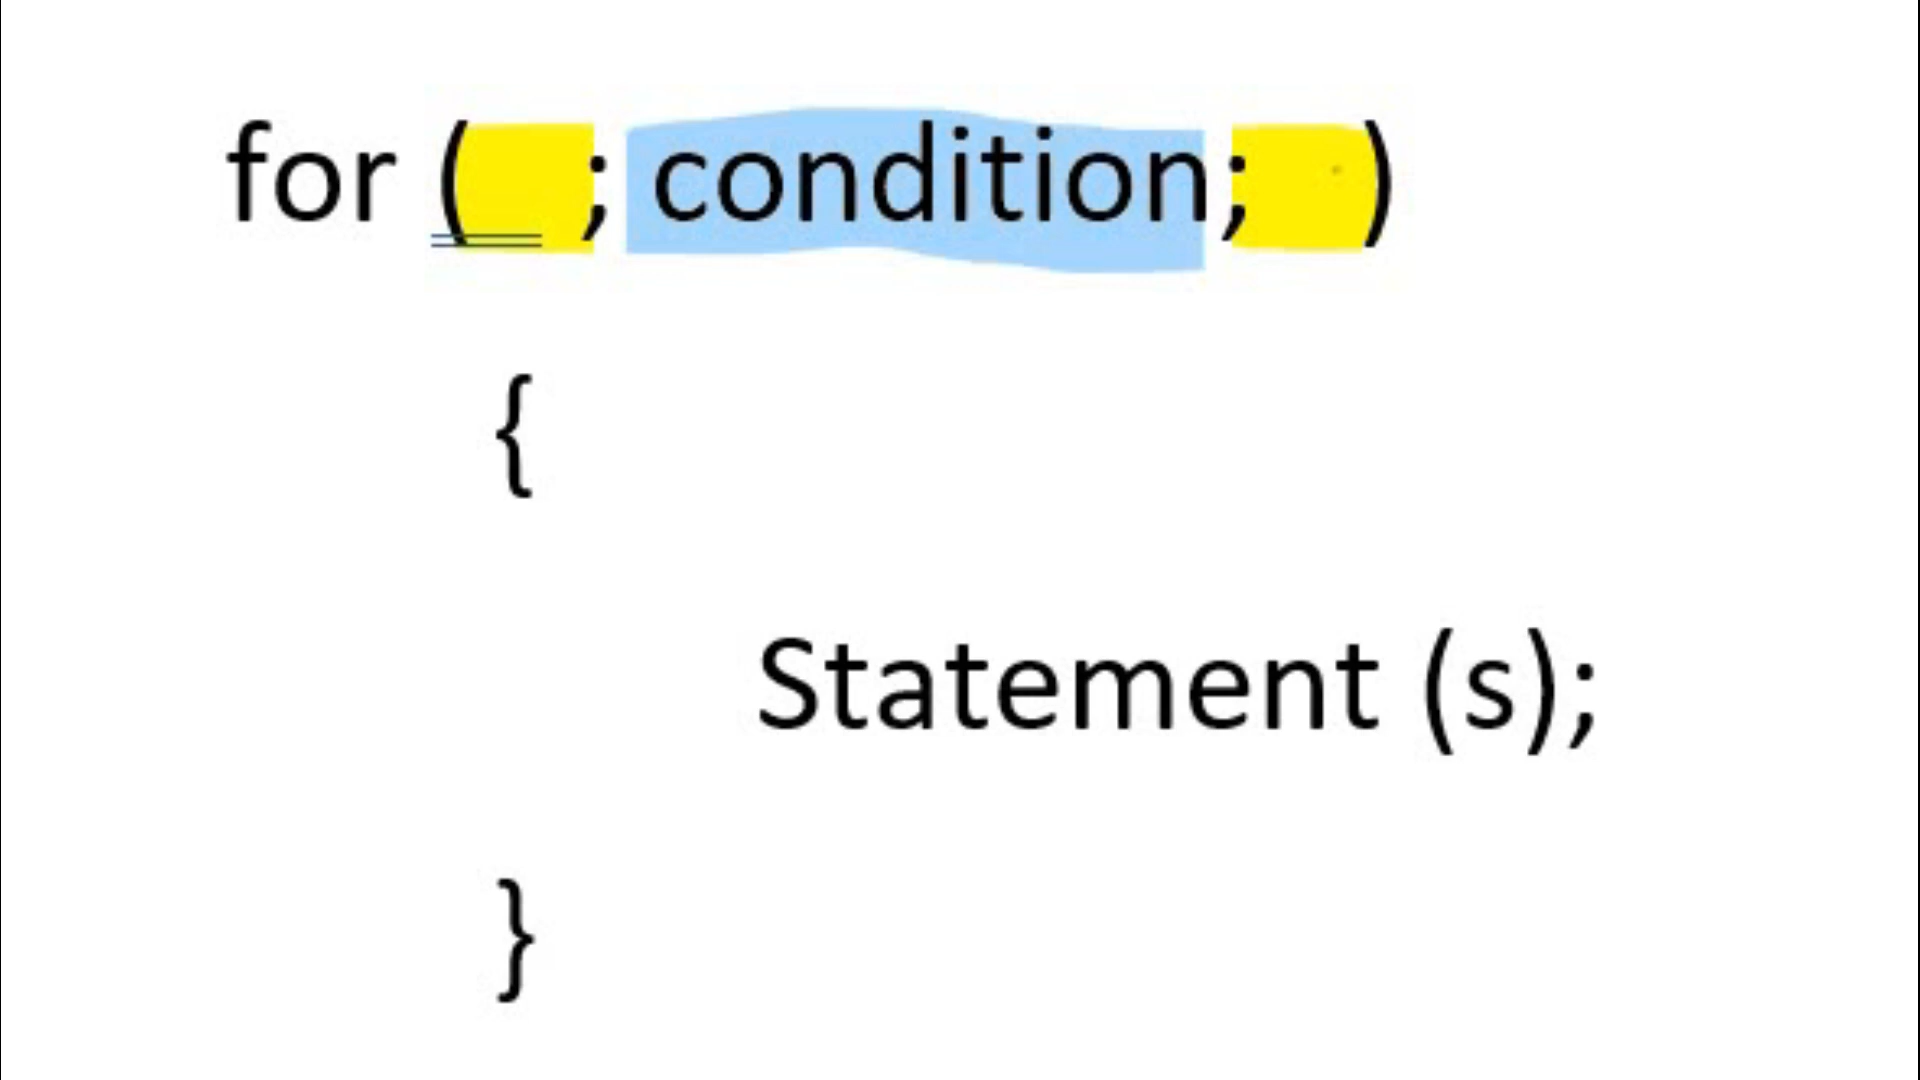 for ( ; condition; )
{
Statement (s);
}